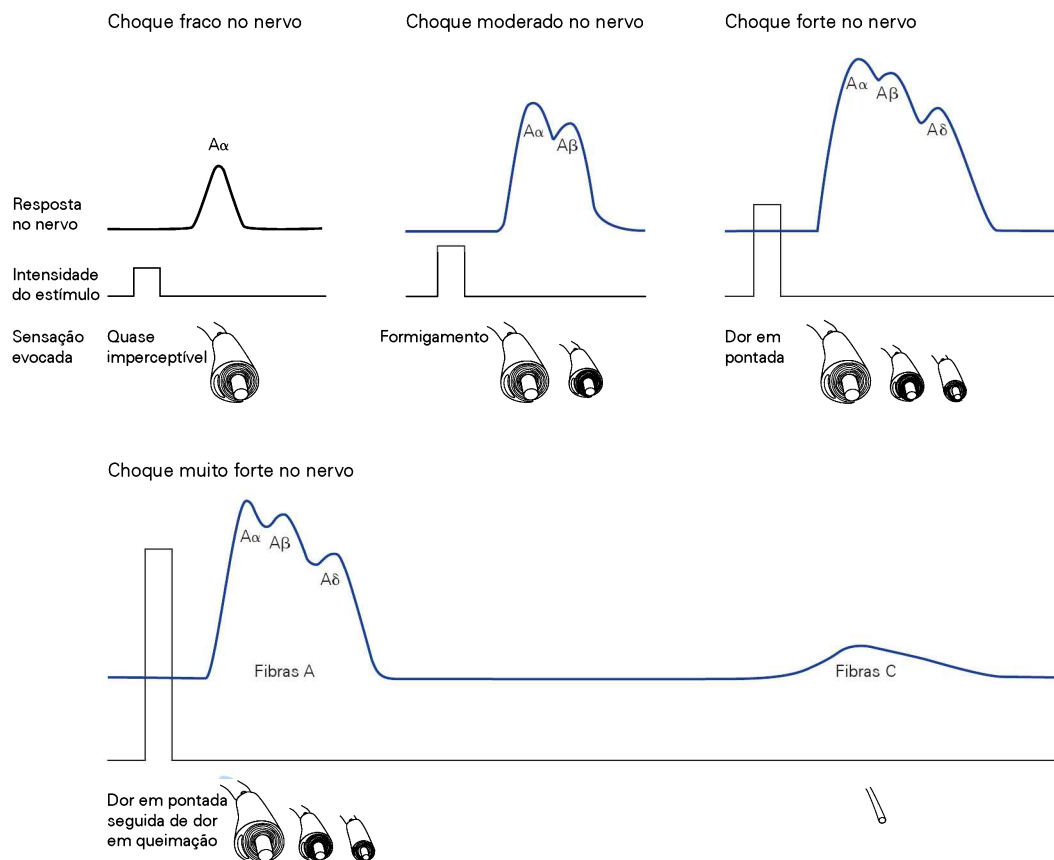 Choque fraco no nervo
Choque moderado no nervo
Choque forte no nervo
Aα
Aα
Aβ
Aα
Aβ
Aδ
Resposta
no nervo
Intensidade
do estímulo
Sensação
evocada
Quase
imperceptível
Formigamento
Dor em
pontada
Choque muito forte no nervo
Aα
Aβ
Aδ
Fibras A
Fibras C
Dor em pontada
seguida de dor
em queimação